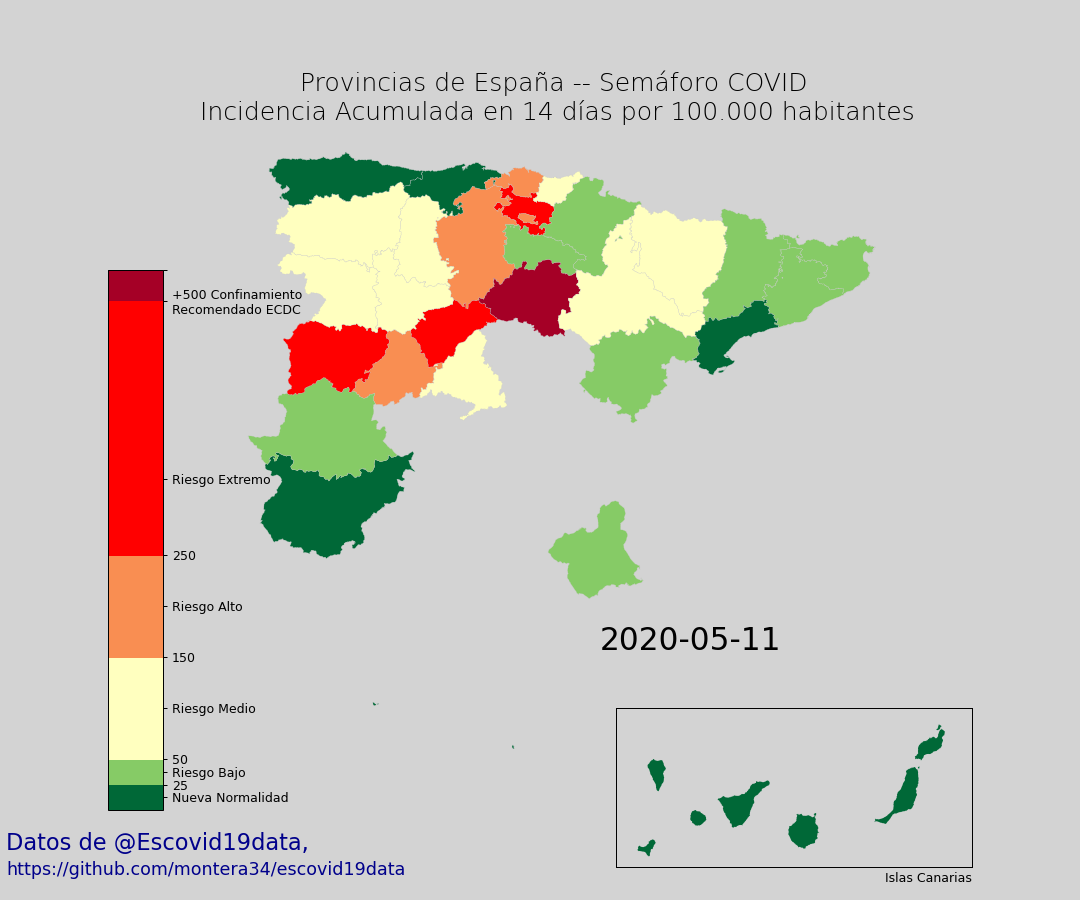 Provincias de España -- Semáforo COVID
Incidencia Acumulada en 14 días por 100.000 habitantes
+500 Confinamiento
Recomendado ECDC
Riesgo Extremo
250
Riesgo Alto
150
Riesgo Medio
50
Riesgo Bajo
25
Nueva Normalidad
2020-05-11
Islas Canarias
Datos de @Escovid19data,
https://github.com/montera34/escovid19data